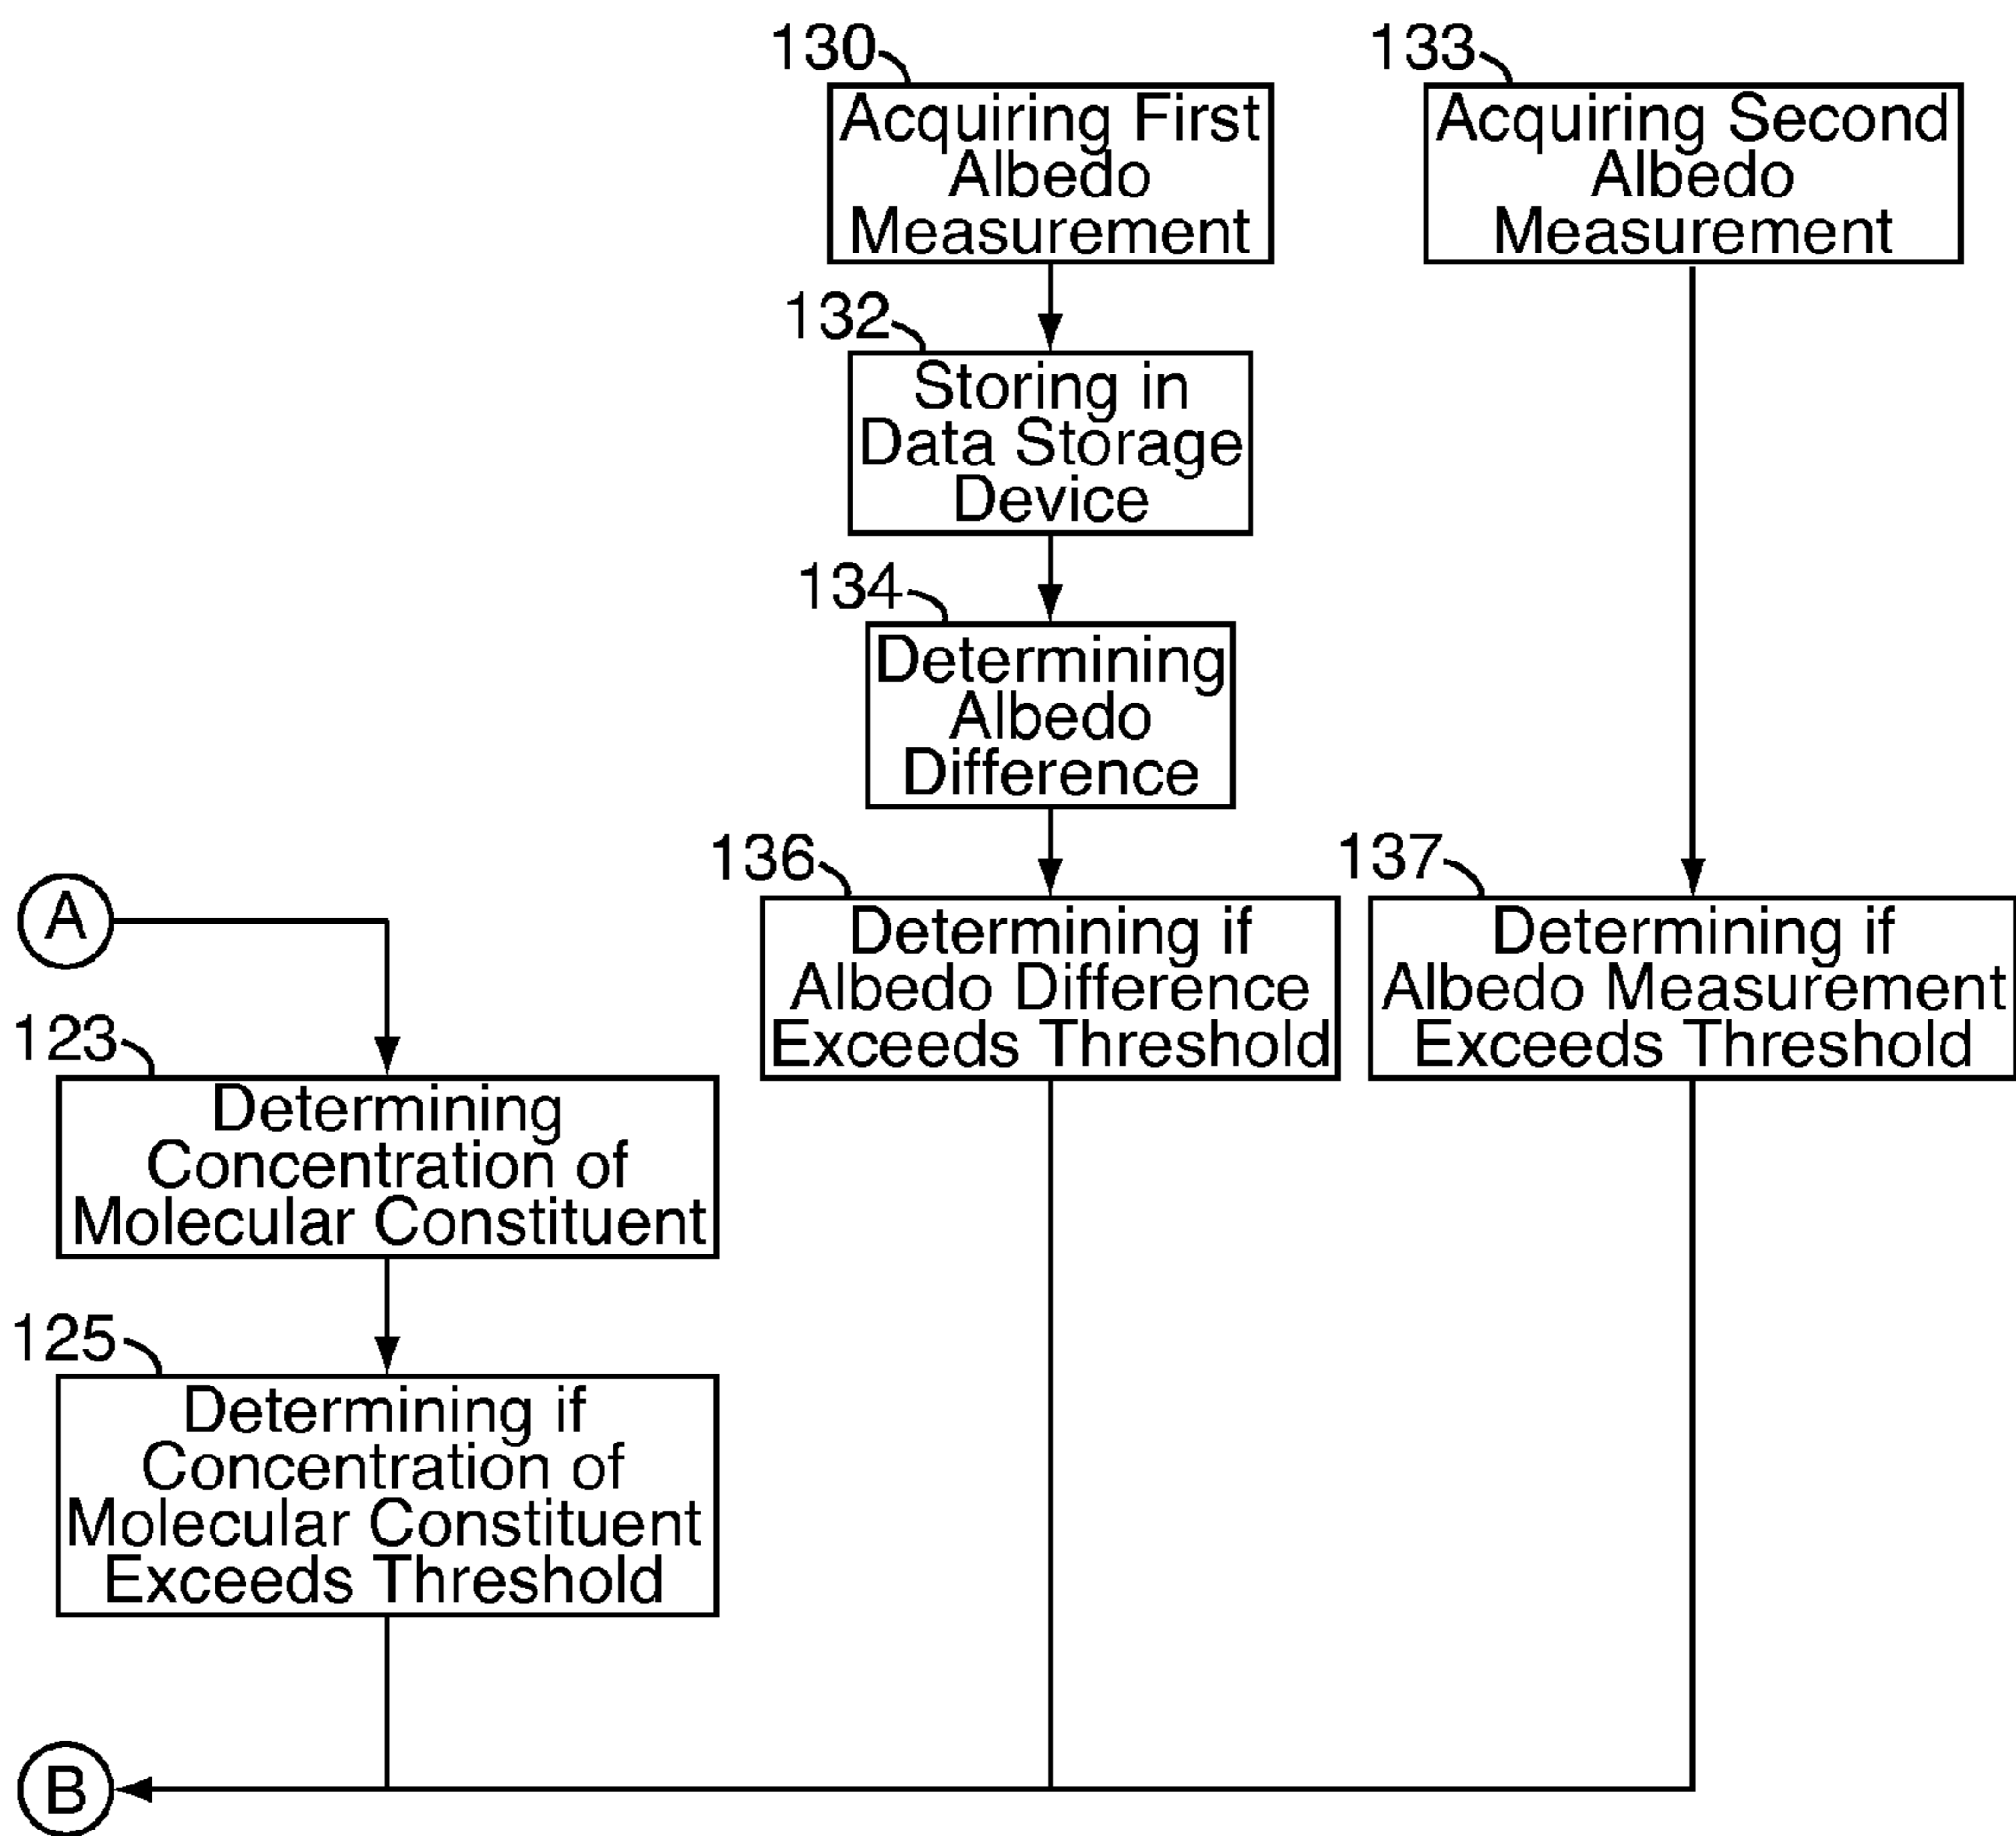 130
Acquiring First
Albedo
Measurement
133
Acquiring Second
Albedo
Measurement
132
Storing in
Data Storage
Device
134
Determining
Albedo
Difference
136
Determining if
Albedo Difference
Exceeds Threshold
137
Determining if
Albedo Measurement
Exceeds Threshold
A
123
Determining
Concentration of
Molecular Constituent
125
Determining if
Concentration of
Molecular Constituent
Exceeds Threshold
B